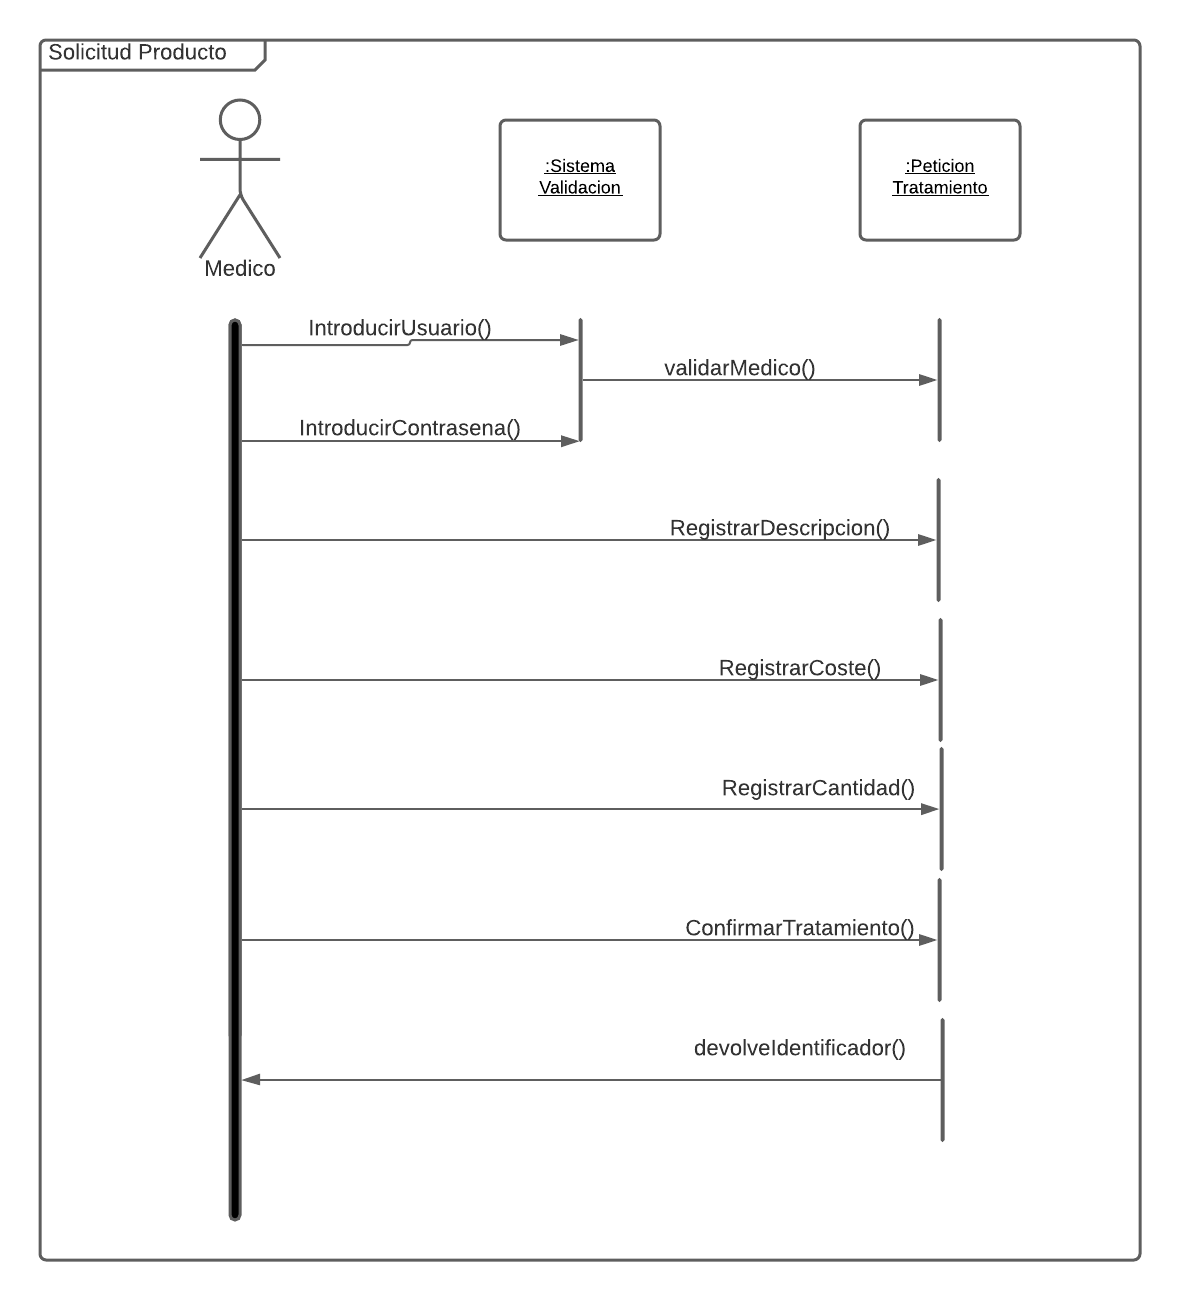 Solicitud Producto
:Sistema
Validacion
:Peticion
Tratamiento
Medico
IntroducirUsuario()
validarMedico()
IntroducirContrasena()
RegistrarDescripcion()
RegistrarCoste()
RegistrarCantidad()
ConfirmarTratamiento()
devolveIdentificador()